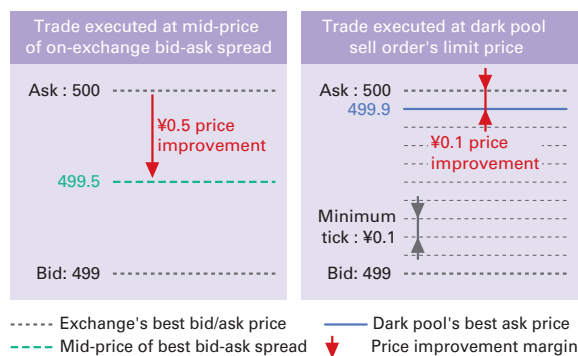 Trade executed at mid-price
of on-exchange bid-ask spread
Ask : 500
¥0.5 price
improvement
499.5
Bid: 499
Trade executed at dark pool
sell order's limit price
Ask : 500
499.9
¥0.1 price
improvement
Minimum
tick : ¥0.1
Bid: 499
Exchange's best bid/ask price
Dark pool's best ask price
Mid-price of best bid-ask spread
Price improvement margin